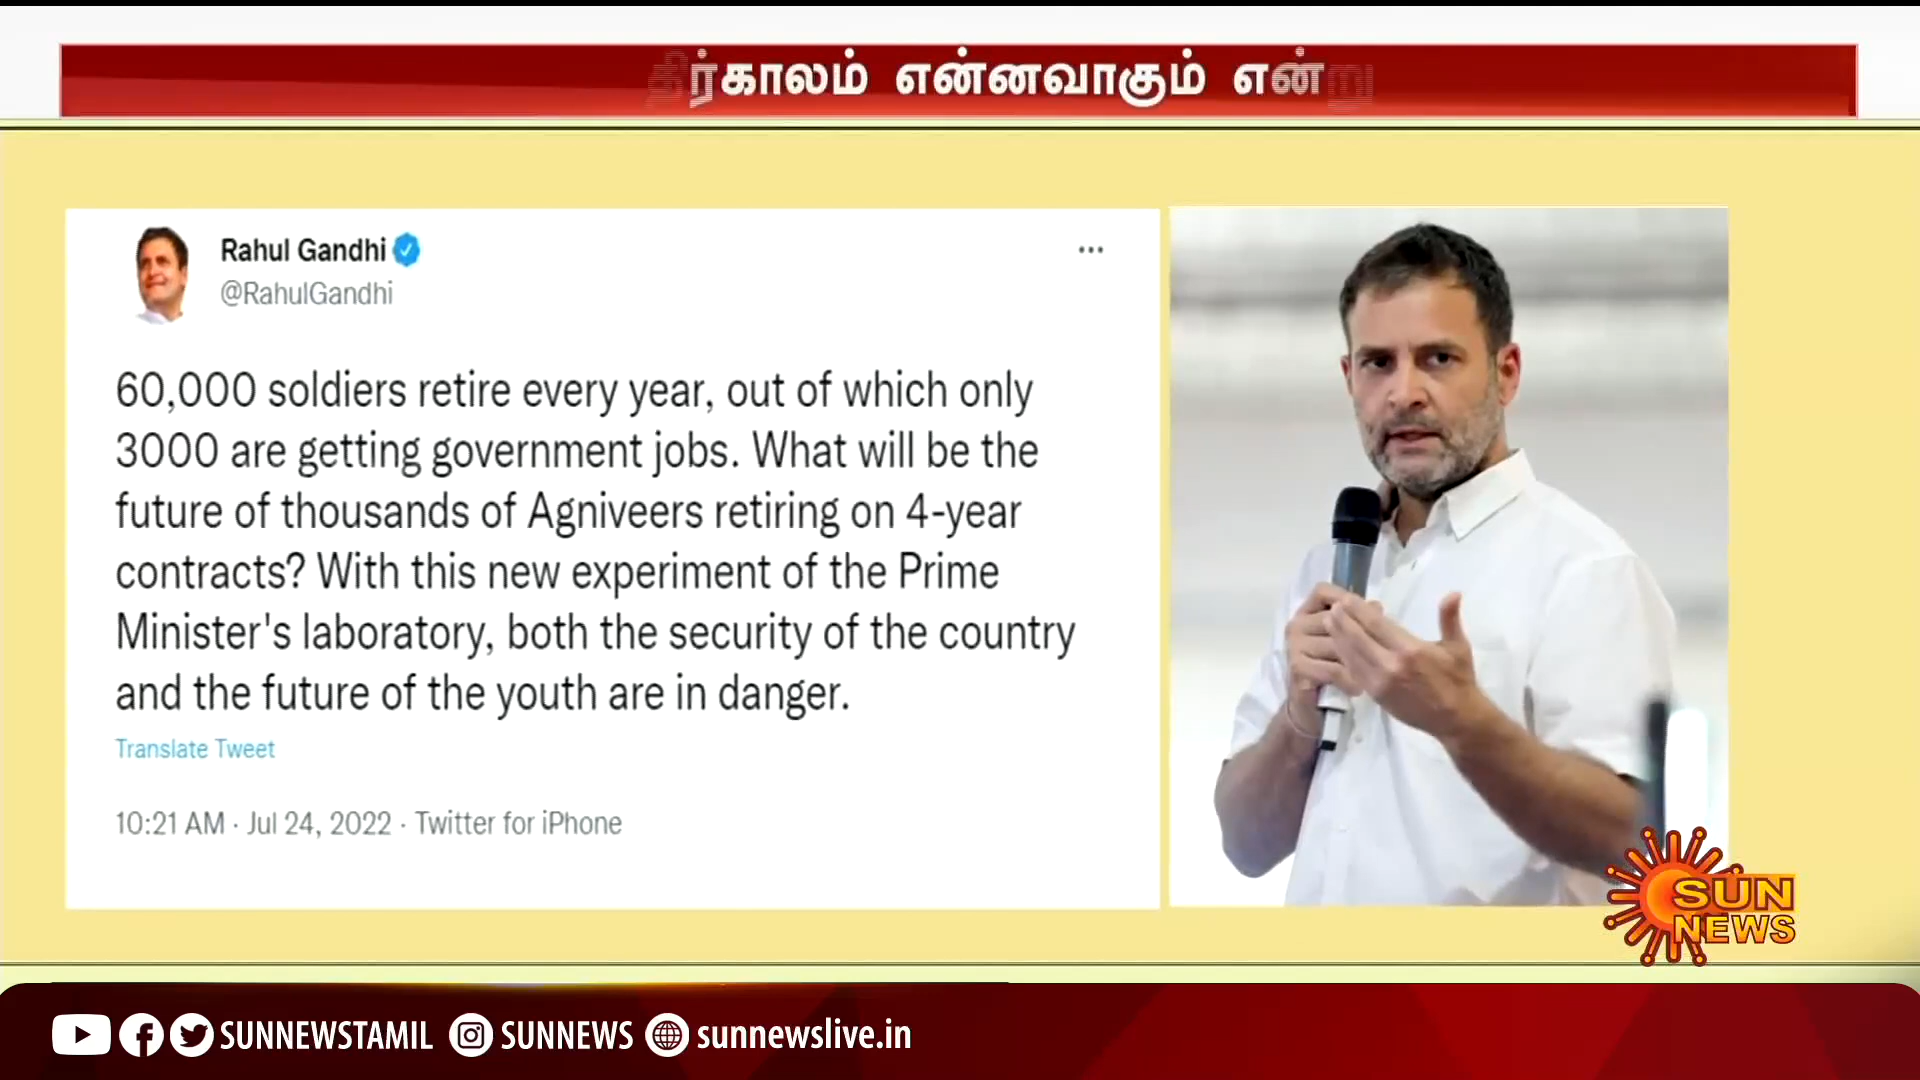 காலம் என்னவாகும்
Rahul Gandhi
@RahulGandhi
60,000 soldiers retire every year, out of which only
3000 are getting government jobs. What will be the
future of thousands of Agniveers retiring on 4-year
contracts? With this new experiment of the Prime
Minister's laboratory, both the security of the country
and the future of the youth are in danger.
Translate Tweet
10:21 AM · Jul 24, 2022 · Twitter for iPhone
SUN
NEWS
SUNNEWSTAMIL SUNNEWS sunnewslive.in